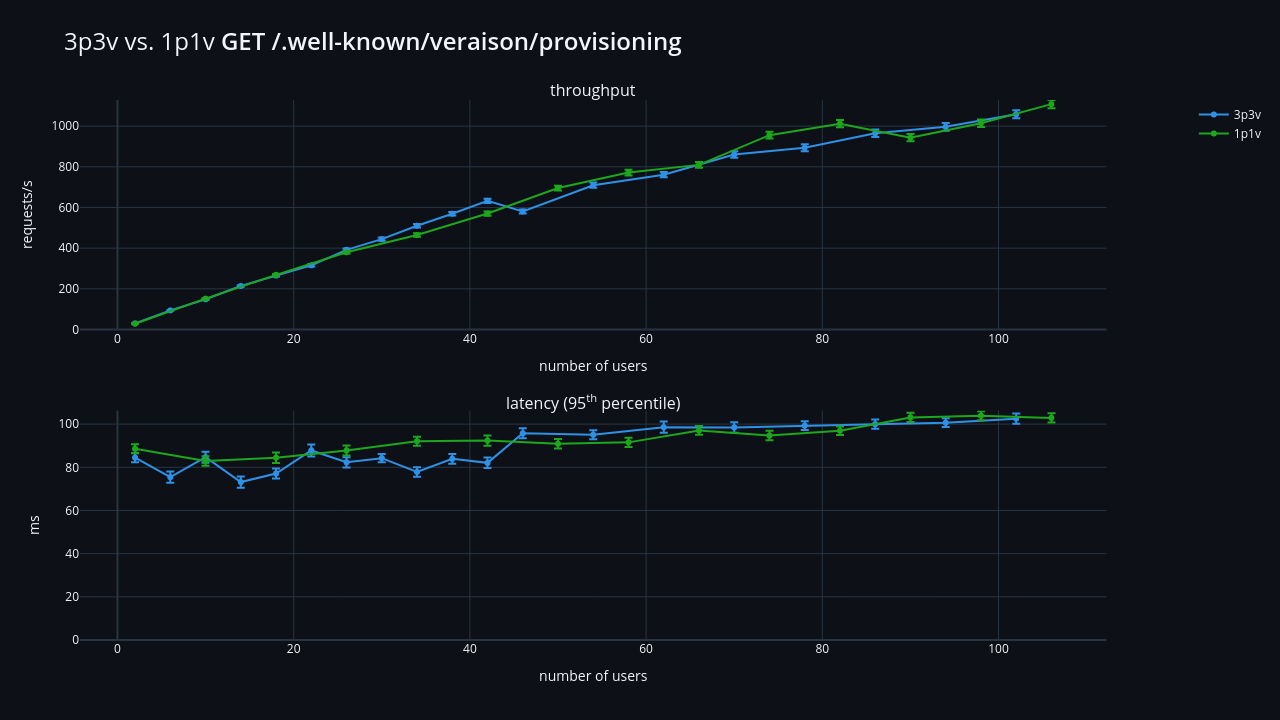 3p3v vs. 1p1v GET /.well-known/veraison/provisioning
throughput
3p3v
1p1v
requests/s
1000
800
600
400
200
0
0 20 40 60 80 100
number of users
latency (95th percentile)
ms
100
80
60
40
20
0
0 20 40 60 80 100
number of users